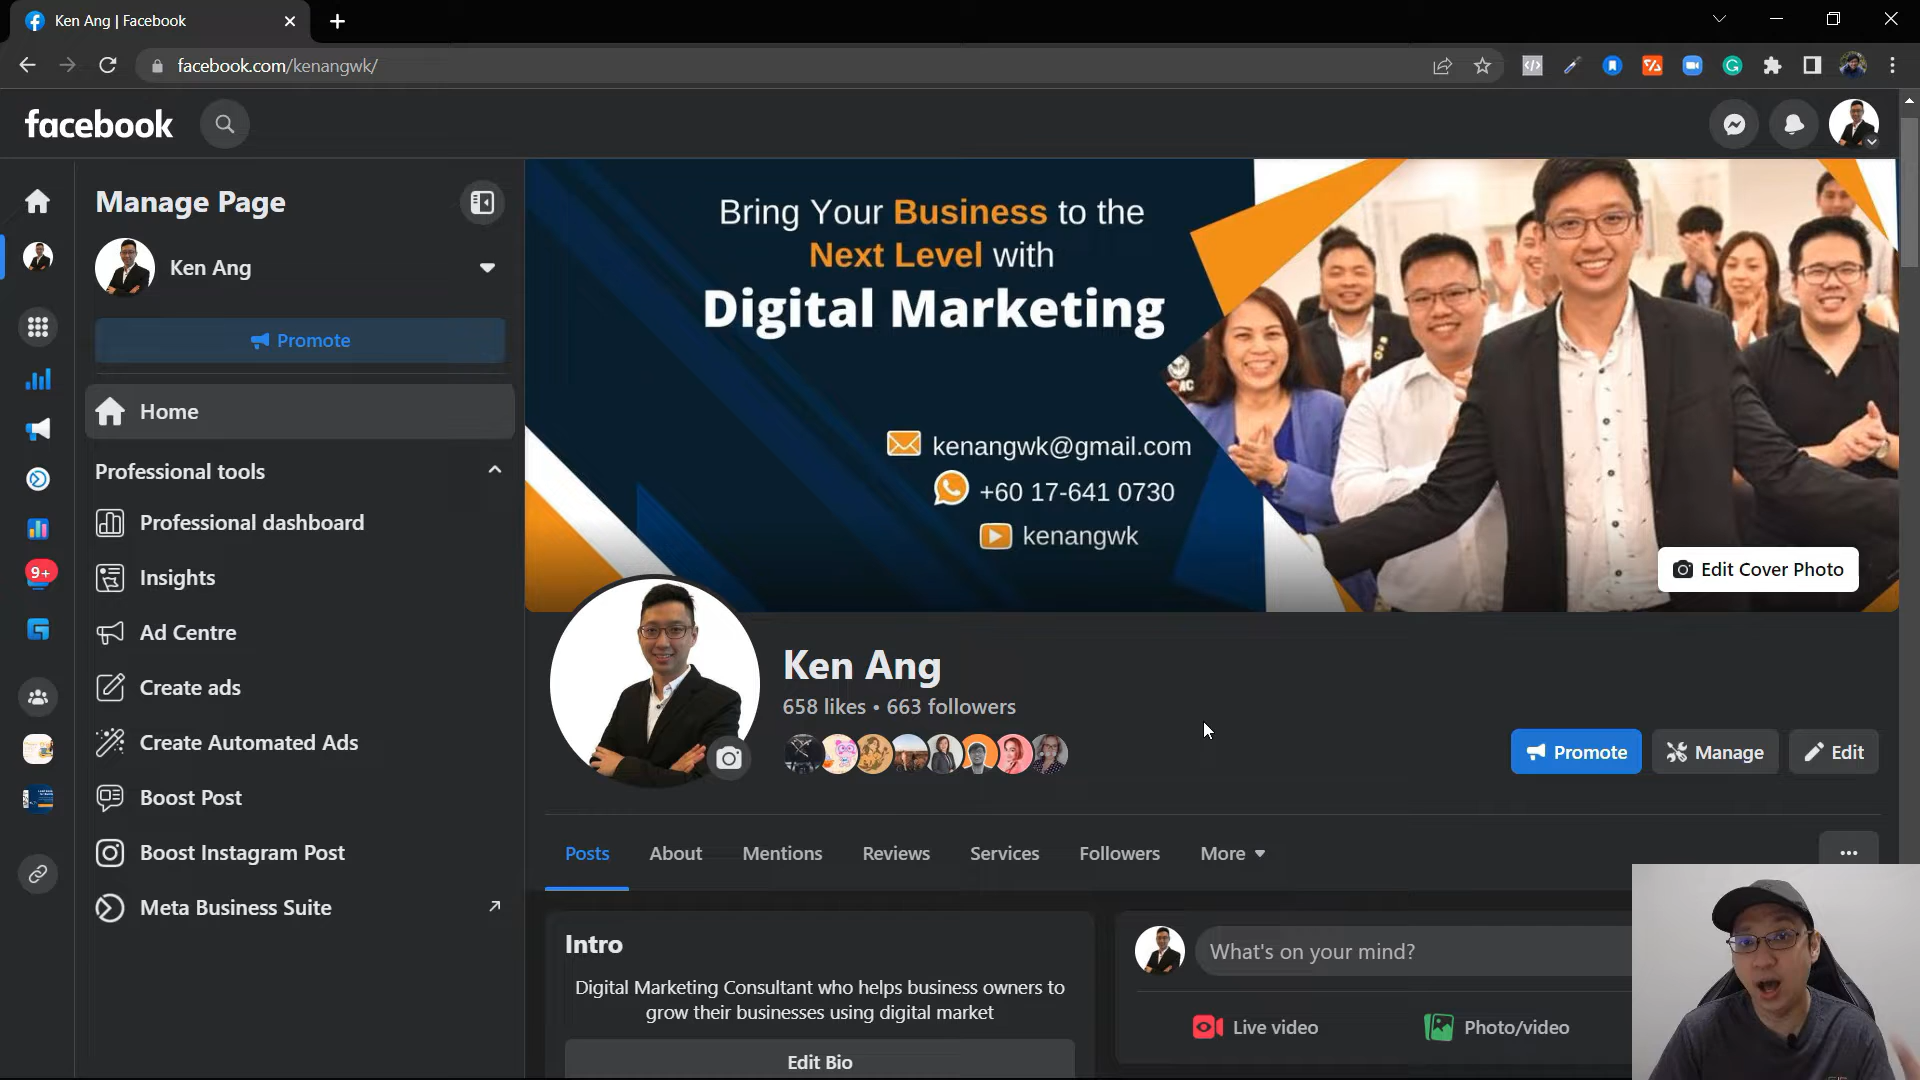 Ken Ang | Facebook
facebook.com/kenangwk/
facebook
Manage Page
Ken Ang
Promote
Home
Professional tools
Professional dashboard
Insights
Ad Centre
Create ads
Create Automated Ads
Boost Post
Boost Instagram Post
Meta Business Suite
9+
Bring Your Business to the
Next Level with
Digital Marketing
kenangwk@gmail.com
+60 17-641 0730
kenangwk
Edit Cover Photo
Ken Ang
658 likes • 663 followers
Promote
Manage
Edit
Posts
About
Mentions
Reviews
Services
Followers
More
Intro
Digital Marketing Consultant who helps business owners to
grow their businesses using digital market
Edit Bio
What's on your mind?
Live video
Photo/video